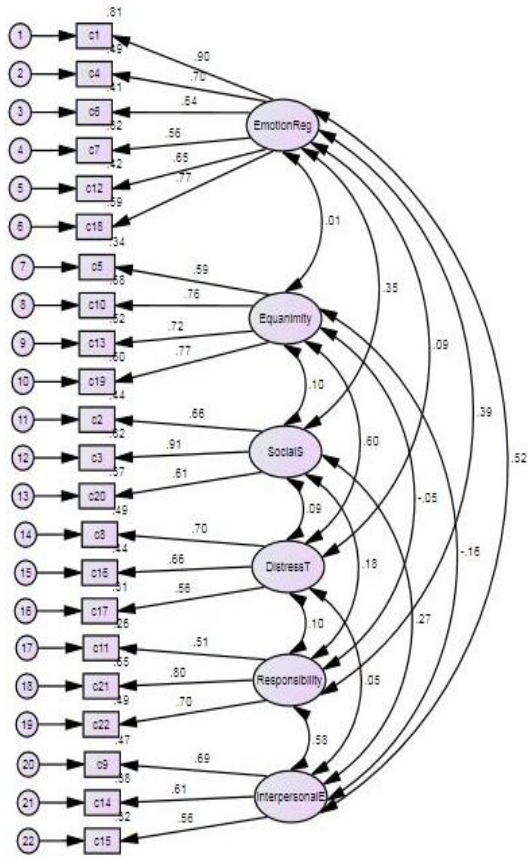 .81
1 c1
.49 .90
2 c4 .70
.41
3 c6 .64
EmotionReg
.32
4 c7 .56
.42 .65
5 c12
.59 .77
6 c18
.01
.34
7 c5 .59
.58
.35
8 c10 .76
Equanimity
.52
9 c13 .72
.09
.60
10 c19 .77
.10
.44
11 c2 .66
.39
.82
.60
12 c3 .91
SocialS
.52
.37
13 c20 .61
-.05
.49
.09
14 c8 .70
-.16
.44
DistressT
.18
15 c16 .66
.31
16 c17 .56
.10
.27
.26
17 c11 .51
.65
Responsibility
.05
18 c21 .80
.49
19 c22 .70
.47
.58
20 c9 .69
.38
InterpersonalE
21 c14 .61
.32
22 c15 .56